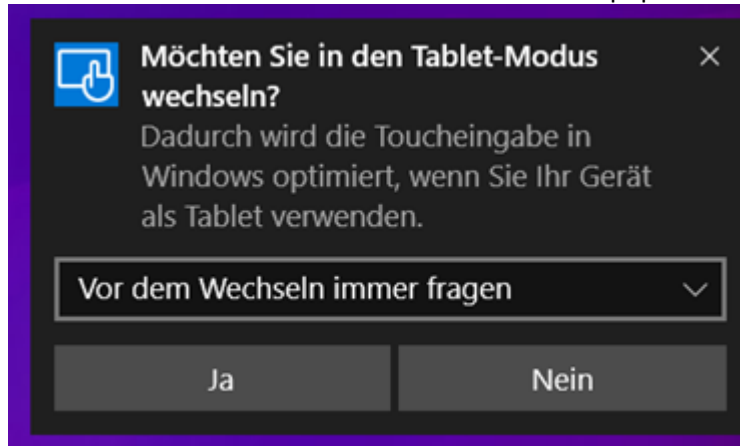 Möchten Sie in den Tablet-Modus
wechseln?
Dadurch wird die Toucheingabe in
Windows optimiert, wenn Sie Ihr Gerät
als Tablet verwenden.
Vor dem Wechseln immer fragen
Ja
Nein